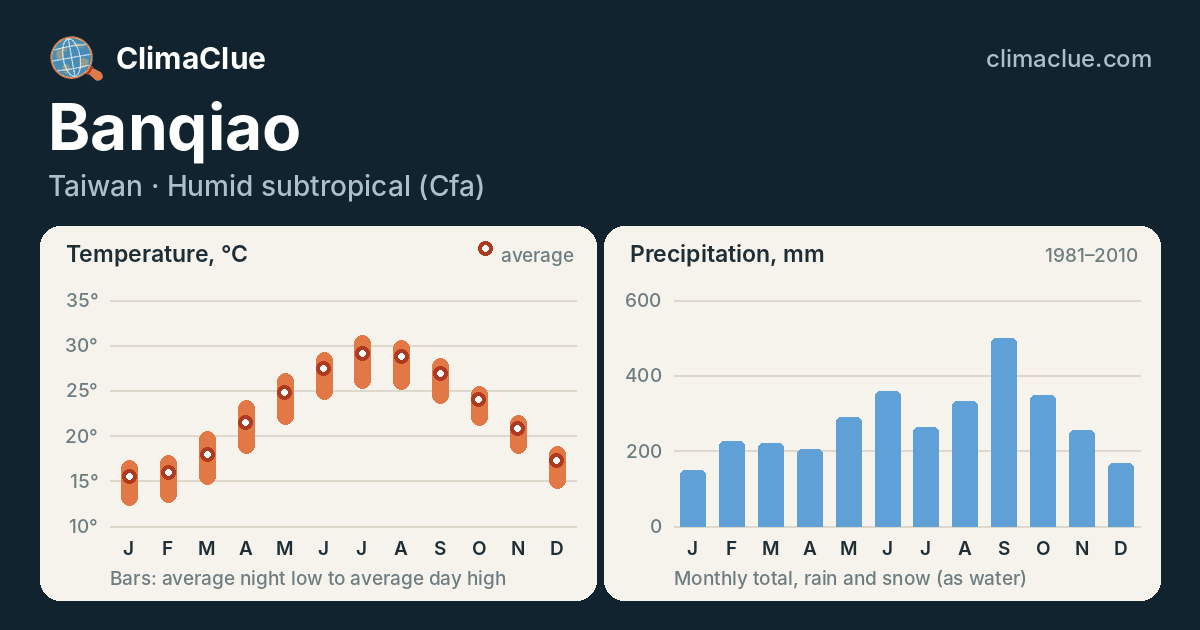 ClimaClue
climaclue.com
Banqiao
Taiwan · Humid subtropical (Cfa)
Temperature, °C
average
35°
30°
25°
20°
15°
10°
J F M A M J J A S O N D
Bars: average night low to average day high
Precipitation, mm
1981–2010
600
400
200
0
J F M A M J J A S O N D
Monthly total, rain and snow (as water)